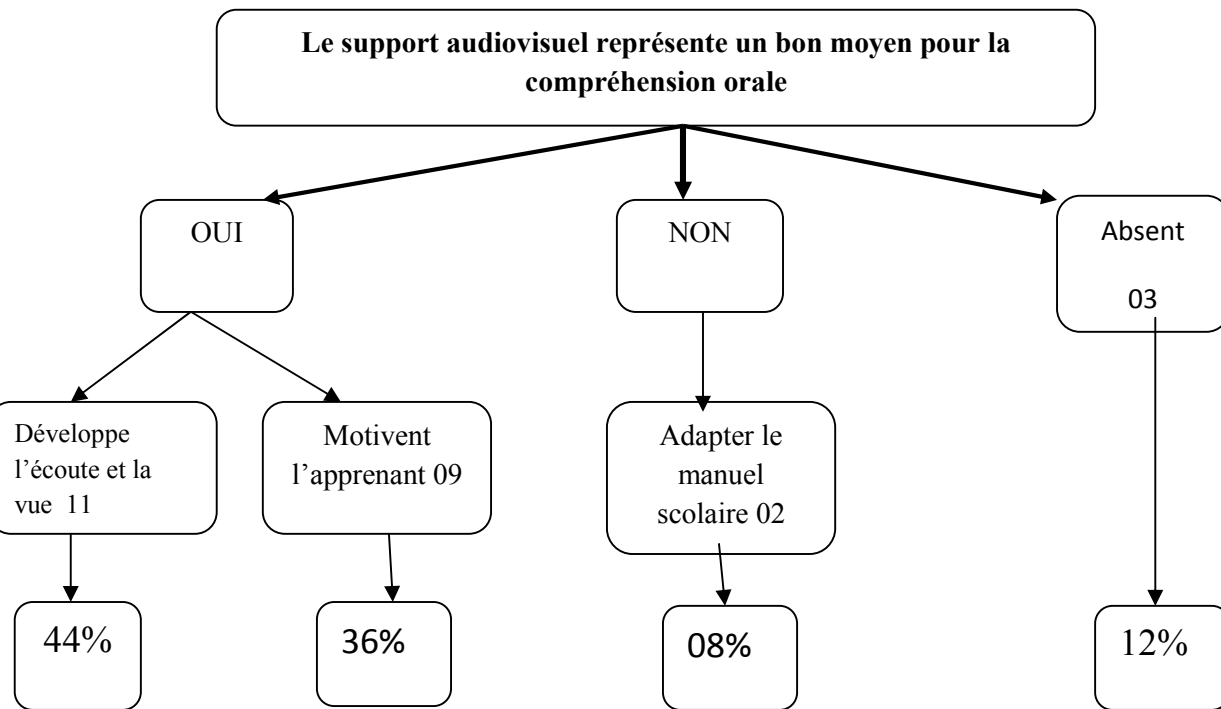 Le support audiovisuel représente un bon moyen pour la
compréhension orale
OUI
NON
Absent
03
Développe
l’écoute et la
vue 11
Motivent
l’apprenant 09
Adapter le
manuel
scolaire 02
44%
36%
08%
12%